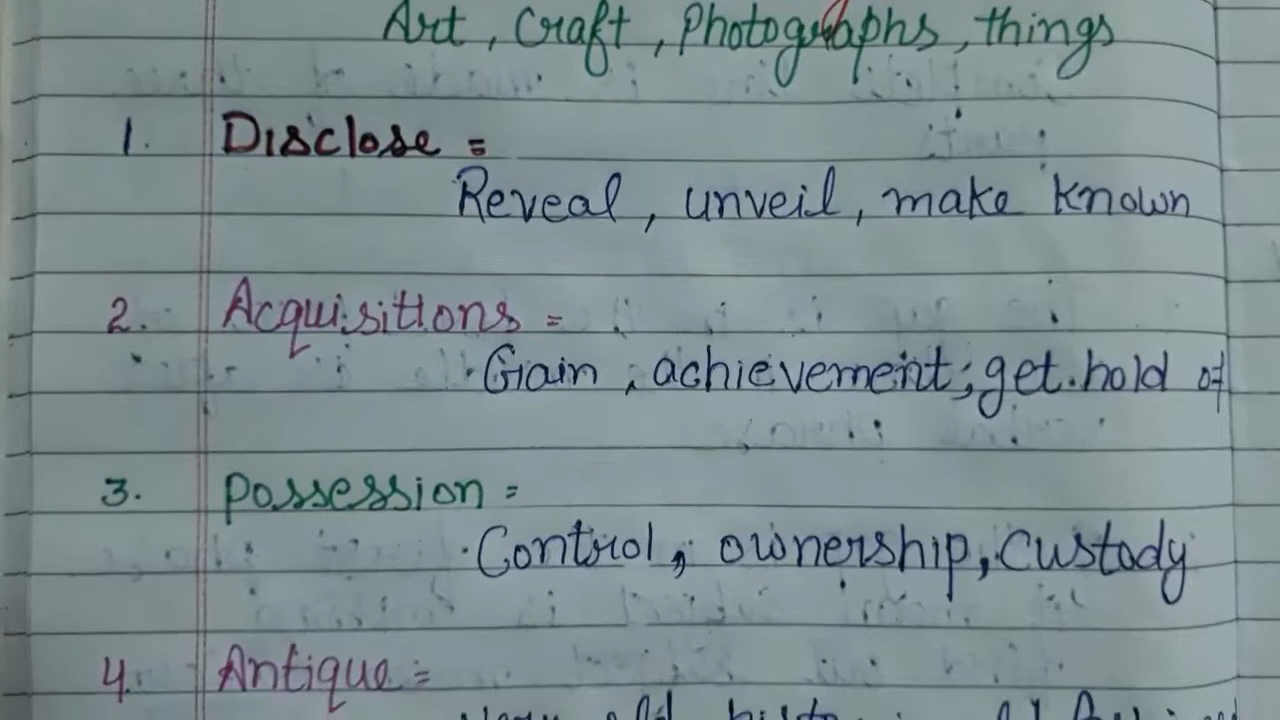 Art, Craft, Photographs, things
1. Disclose =
Reveal, unveil, make known
2. Acquisitions =
Gain, achievement, get hold of
3. Possession =
Control, ownership, Custody
4. Antique =